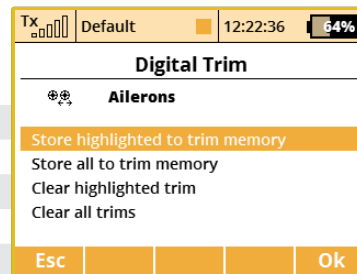 Tx Default 12:22:36 64%
Digital Trim
Ailerons
Store highlighted to trim memory
Store all to trim memory
Clear highlighted trim
Clear all trims
Esc Ok